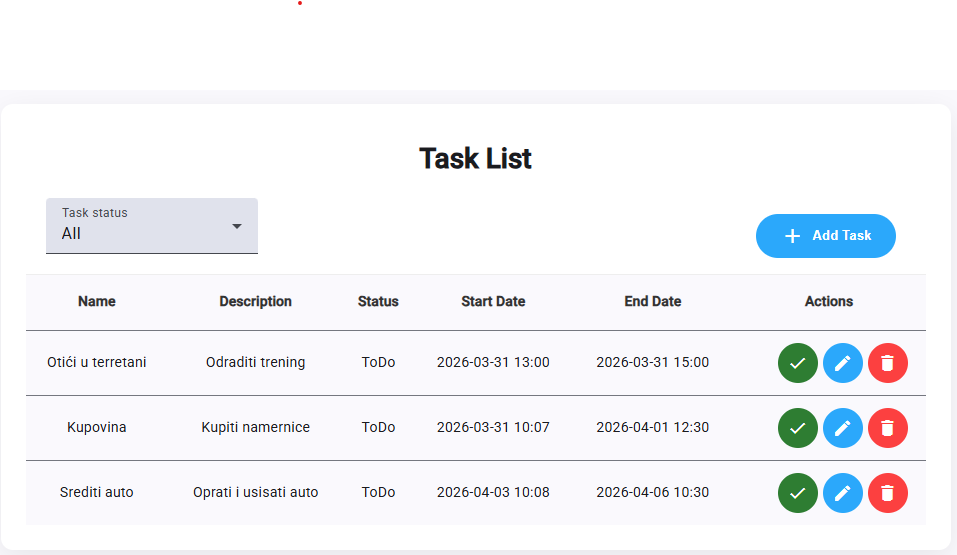 Task List
Task status
All
Add Task
Name Description Status Start Date End Date Actions
Otići u terretani Odraditi trening ToDo 2026-03-31 13:00 2026-03-31 15:00
Kupovina Kupiti namernice ToDo 2026-03-31 10:07 2026-04-01 12:30
Srediti auto Oprati i usisati auto ToDo 2026-04-03 10:08 2026-04-06 10:30